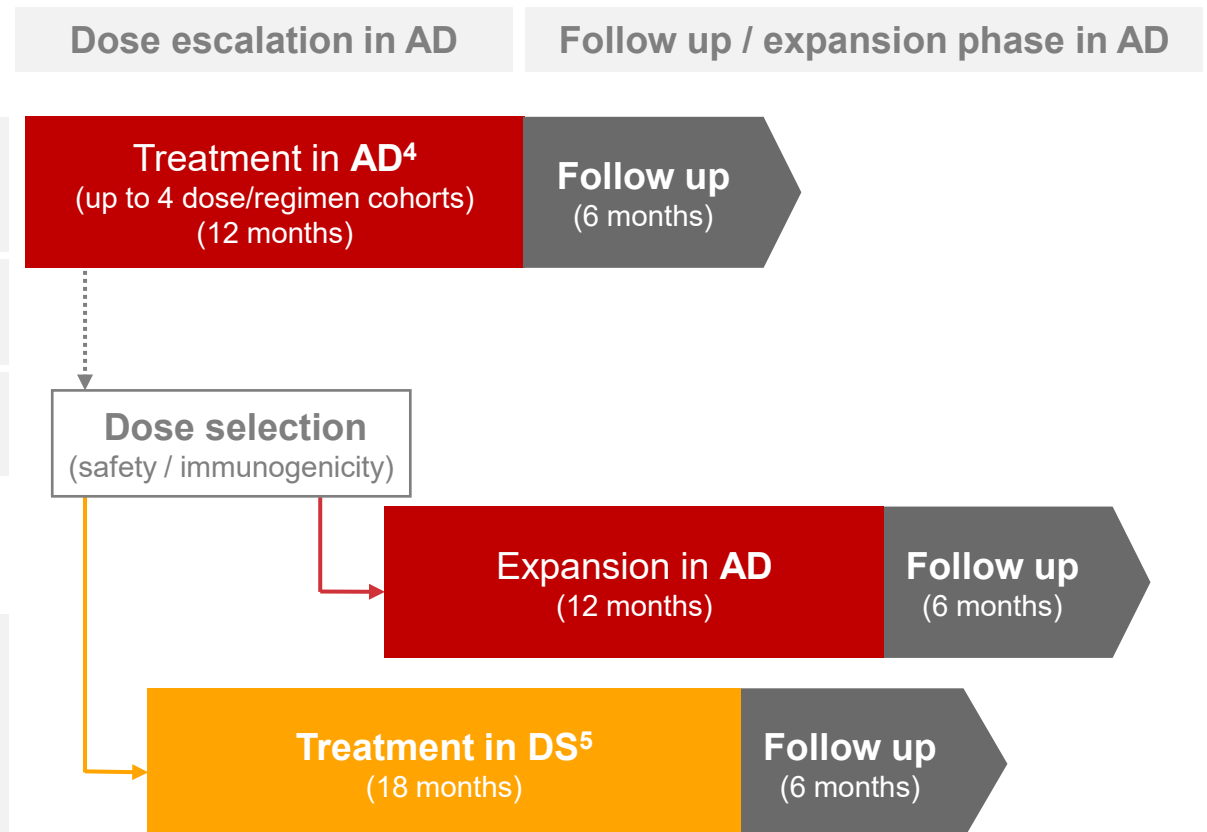 Dose escalation in AD
Follow up / expansion phase in AD
Treatment in AD⁴
(up to 4 dose/regimen cohorts)
(12 months)
Follow up
(6 months)
Dose selection
(safety / immunogenicity)
Expansion in AD
(12 months)
Follow up
(6 months)
Treatment in DS⁵
(18 months)
Follow up
(6 months)